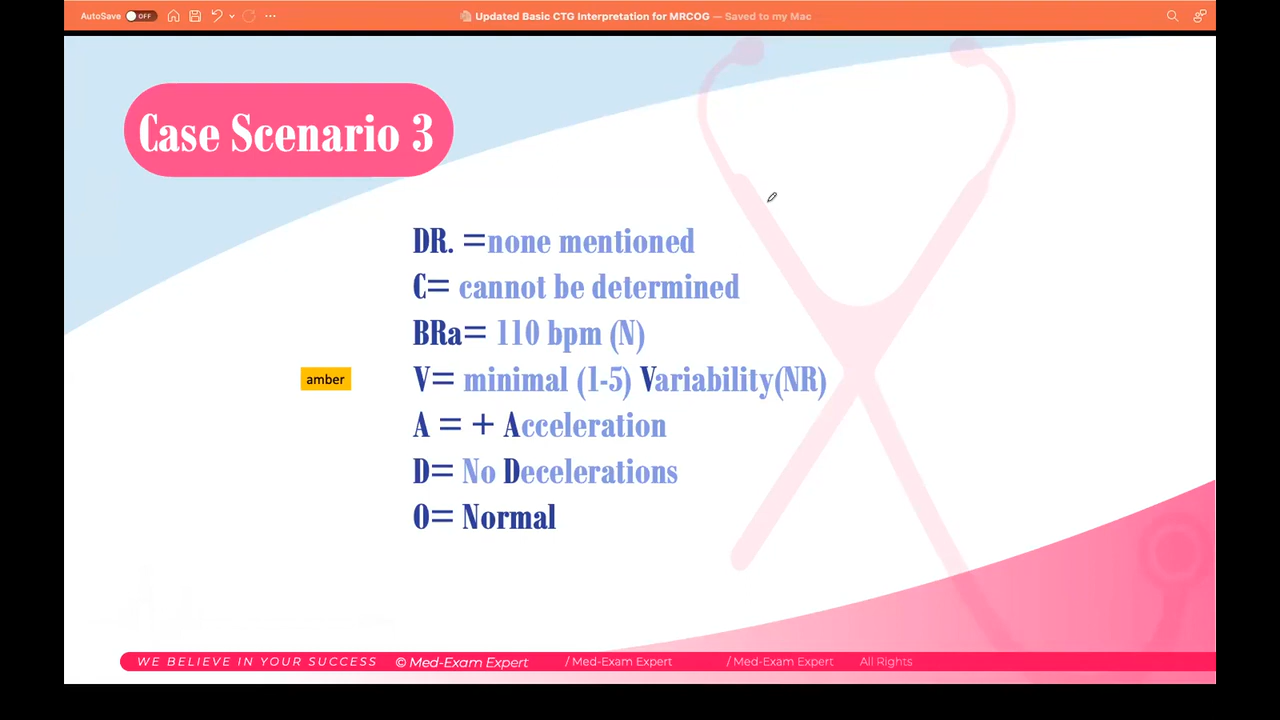 AutoSave OFF
Updated Basic CTG Interpretation for MRCOG — Saved to my Mac
Case Scenario 3
DR. =none mentioned
C= cannot be determined
BRa= 110 bpm (N)
amber
V= minimal (1-5) Variability(NR)
A = + Acceleration
D= No Decelerations
O= Normal
WE BELIEVE IN YOUR SUCCESS © Med-Exam Expert / Med-Exam Expert / Med-Exam Expert All Rights